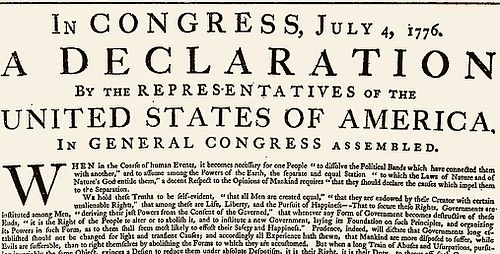 IN CONGRESS, JULY 4, 1776.
A DECLARATION
BY THE REPRESENTATIVES OF THE
UNITED STATES OF AMERICA.
IN GENERAL CONGRESS ASSEMBLED.
WHEN in the Course of human Events, it becomes necessary for one People "to dissolve the Political Bands which have connected them
with another," and to assume among the Powers of the Earth, the separate and equal Station "to which the Laws of Nature and of
Nature's God entitle them," a decent Respect to the Opinions of Mankind requires "that they should declare the causes which impel them
to the Separation.
We hold these Truths to be self-evident, "that all Men are created equal," "that they are endowed by their Creator with certain
unalienable Right," that among these are Life, Liberty, and the Pursuit of Happiness--That to secure these Rights, Governments are
instituted among Men, "deriving their just Powers from the Consent of the Governed," that whenever any Form of Government becomes destructive of these
Ends, "it is the Right of the People to alter or to abolish it, and to institute a new Government, laying its Foundation on such Principles, and organizing
its Powers in such Form, as to them shall seem most likely to effect their Safety and Happiness." Prudence, indeed, will dictate that Governments long
established should not be changed for light and transient Causes; and accordingly all Experience hath shewn, that Mankind are more disposed to suffer, while
Evils are sufferable, than to right themselves by abolishing the Forms to which they are accustomed. But when a long Train of Abuses and Usurpations,
invariably the same Object, evinces a Design to reduce them under absolute Despotism, it is their Right, it is their Duty, to